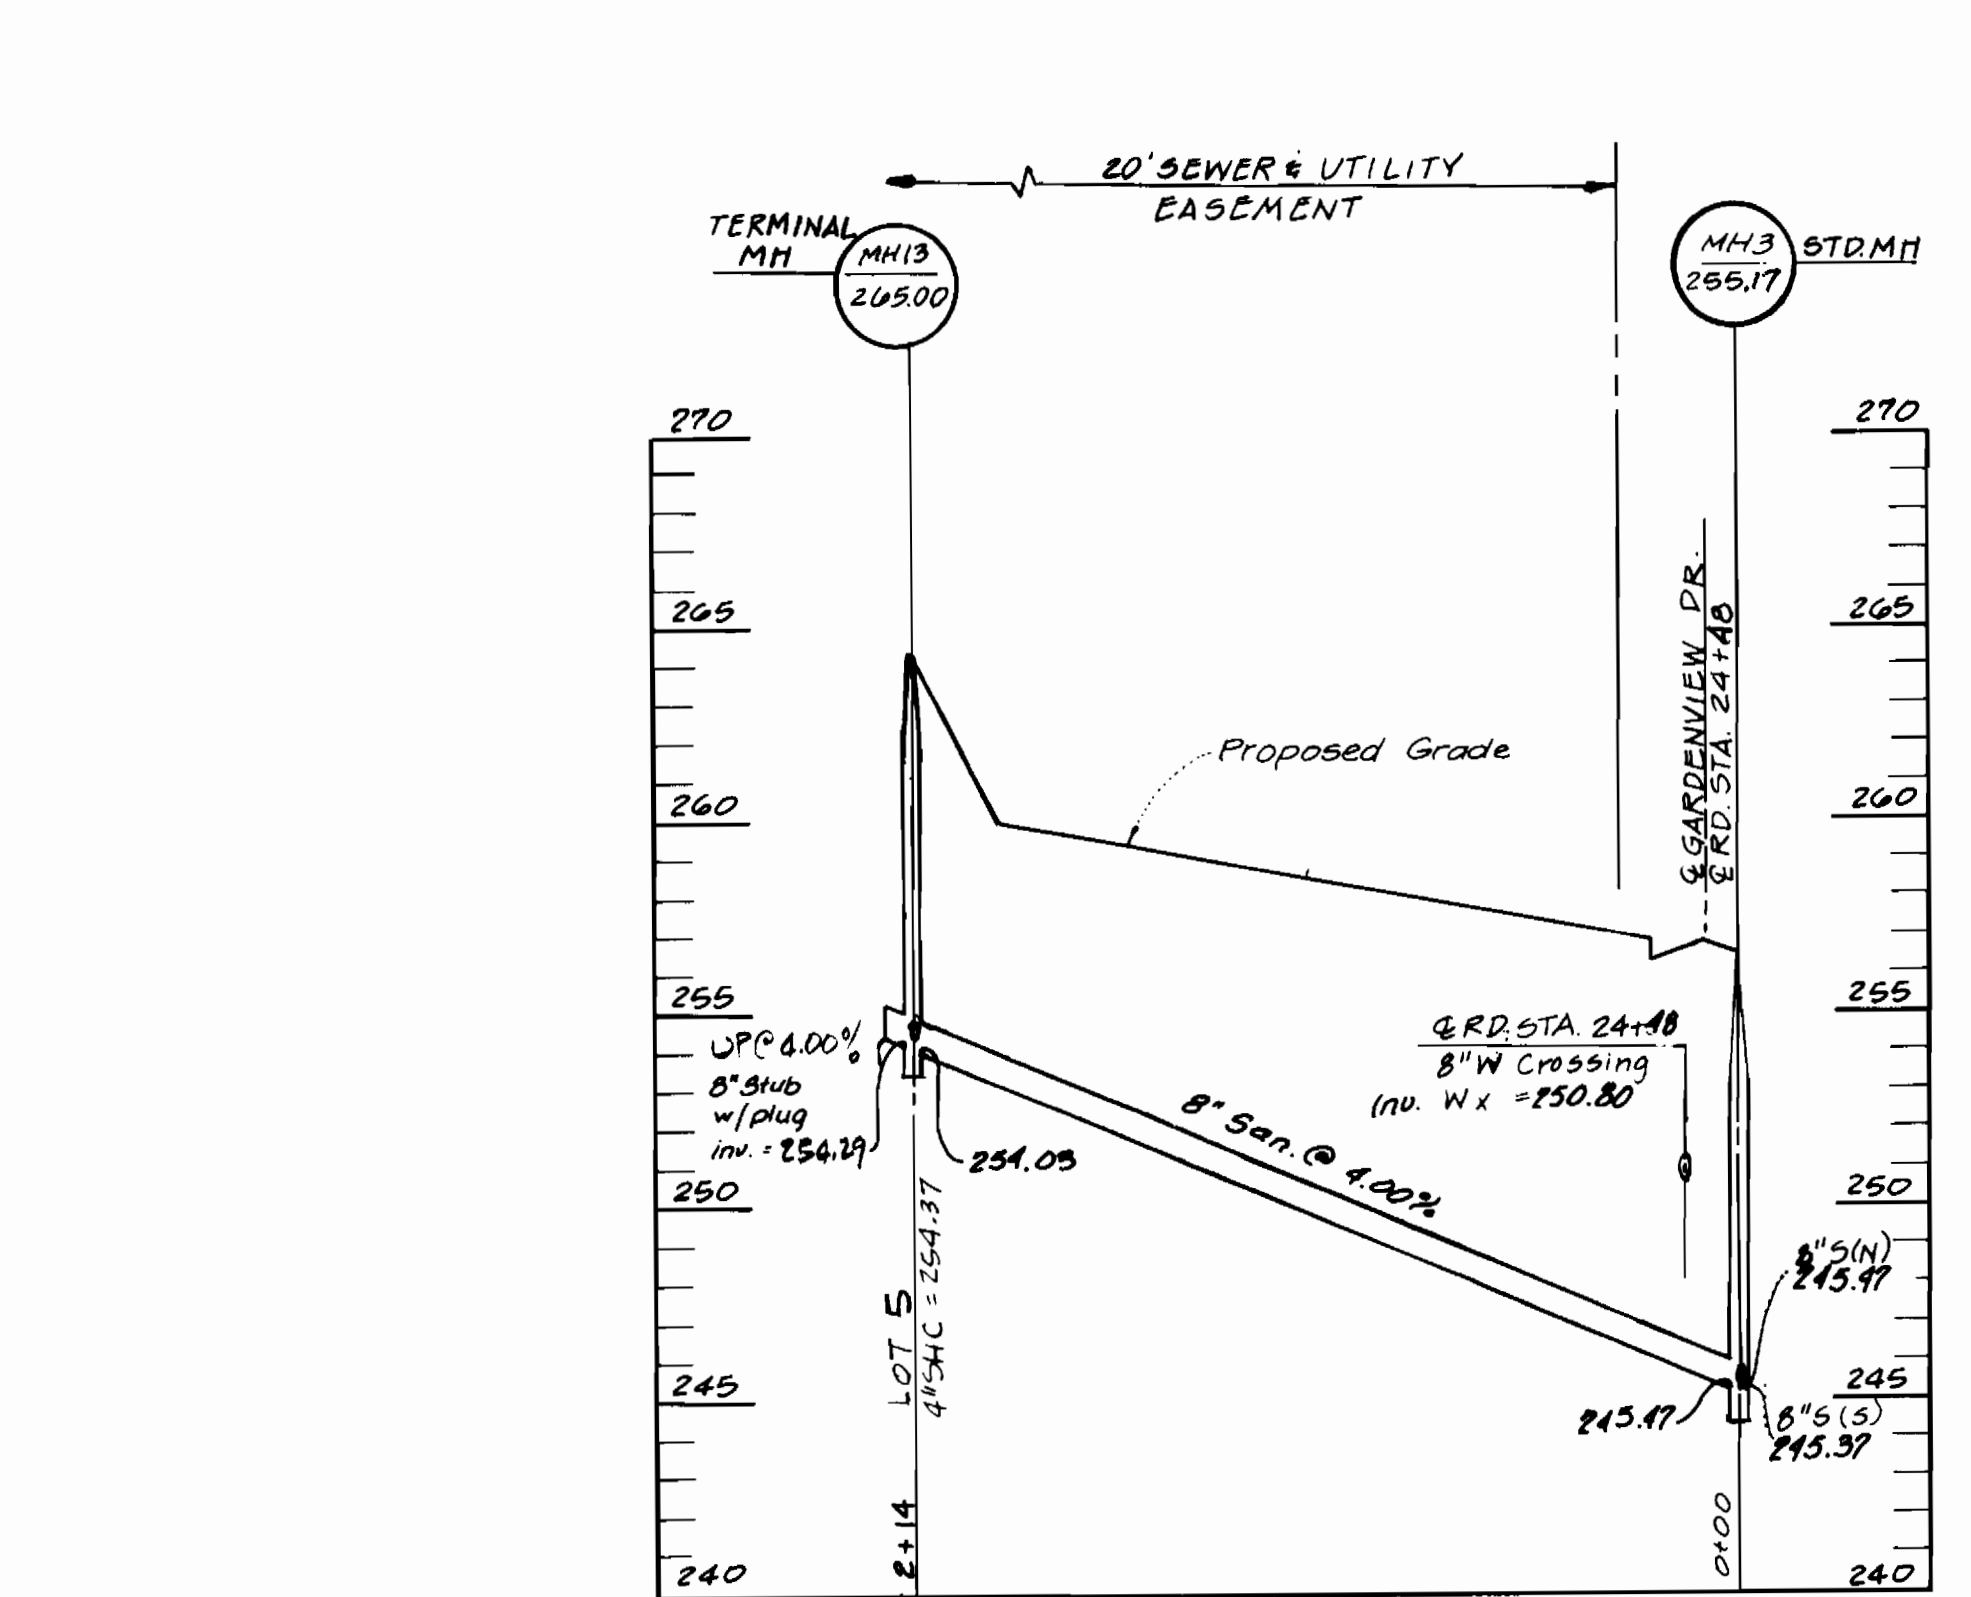 20' SEWER & UTILITY
EASEMENT
TERMINAL
MH
MH13
265.00
MH3
255.17
STD.MH
270
265
260
255
250
245
240
270
265
260
255
250
245
240
℄ GARDENVIEW DR.
℄ RD. STA. 24+48
Proposed Grade
UP@ 4.00%
8" Stub
w/plug
inv. = 254.29
254.03
℄ RD. STA. 24+48
8" W Crossing
Inv. Wx = 250.80
8" San. @ 4.00%
8" S(N)
245.47
245.47
8" S(S)
245.37
LOT 5
4" SHC = 254.37
2+14
0+00